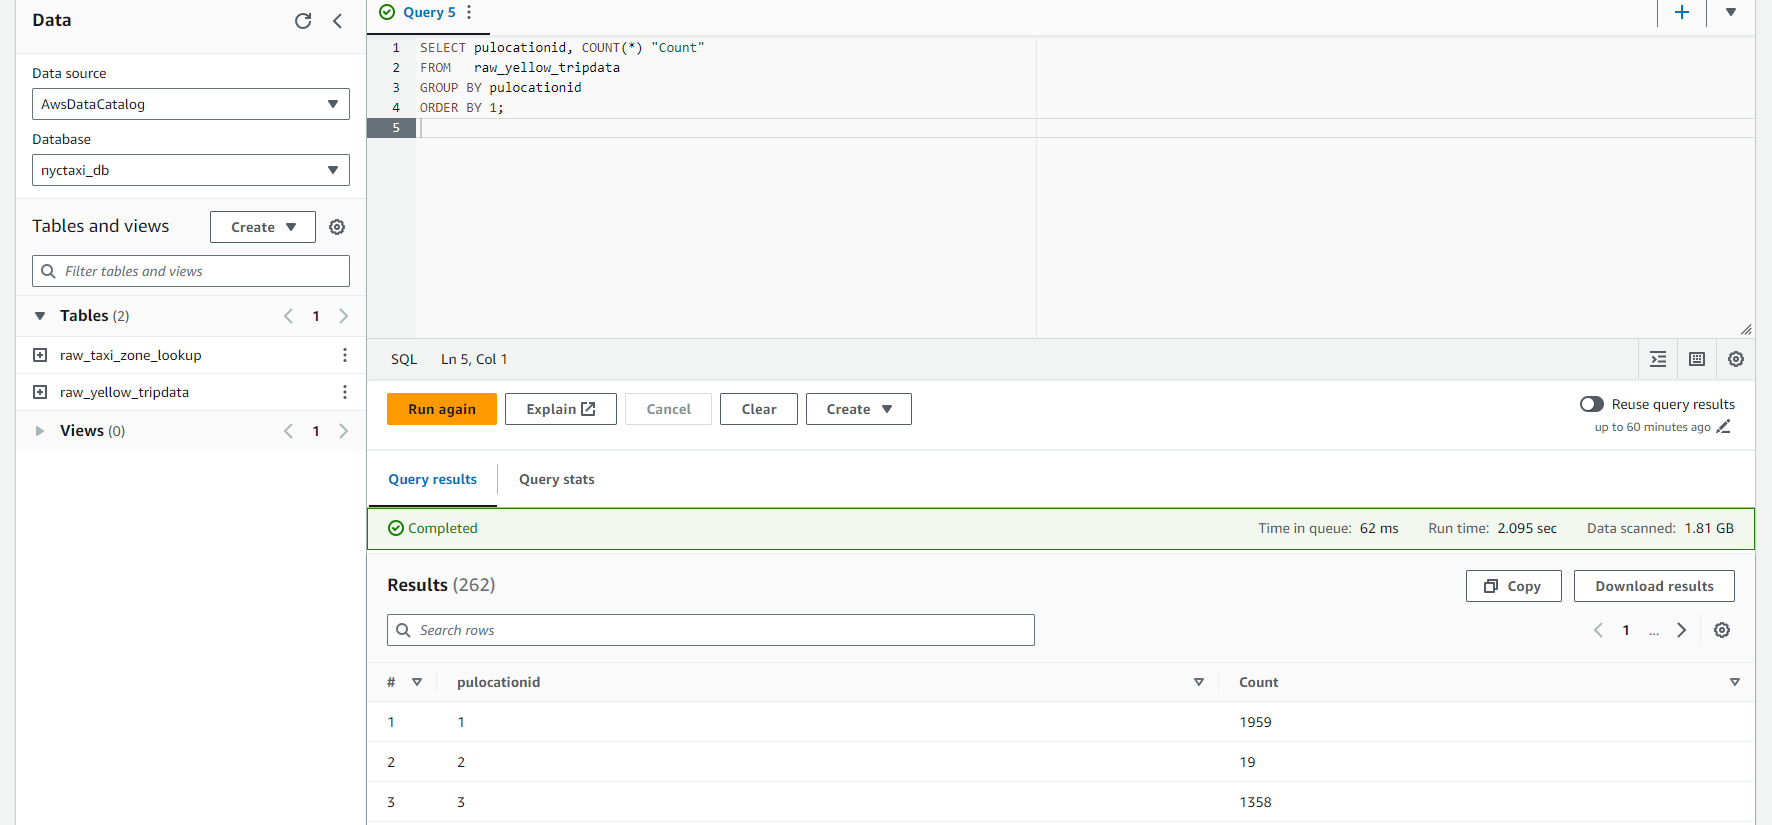 Data
Data source
AwsDataCatalog
Database
nyctaxi_db
Tables and views
Create
Filter tables and views
Tables (2)
1
raw_taxi_zone_lookup
raw_yellow_tripdata
Views (0)
1
Query 5
1 SELECT pulocationid, COUNT(*) "Count"
2 FROM   raw_yellow_tripdata
3 GROUP BY pulocationid
4 ORDER BY 1;
5
SQL Ln 5, Col 1
Run again Explain Cancel Clear Create
Reuse query results
up to 60 minutes ago
Query results Query stats
Completed Time in queue: 62 ms Run time: 2.095 sec Data scanned: 1.81 GB
Results (262) Copy Download results
Search rows 1 ...
# pulocationid Count
1 1 1959
2 2 19
3 3 1358